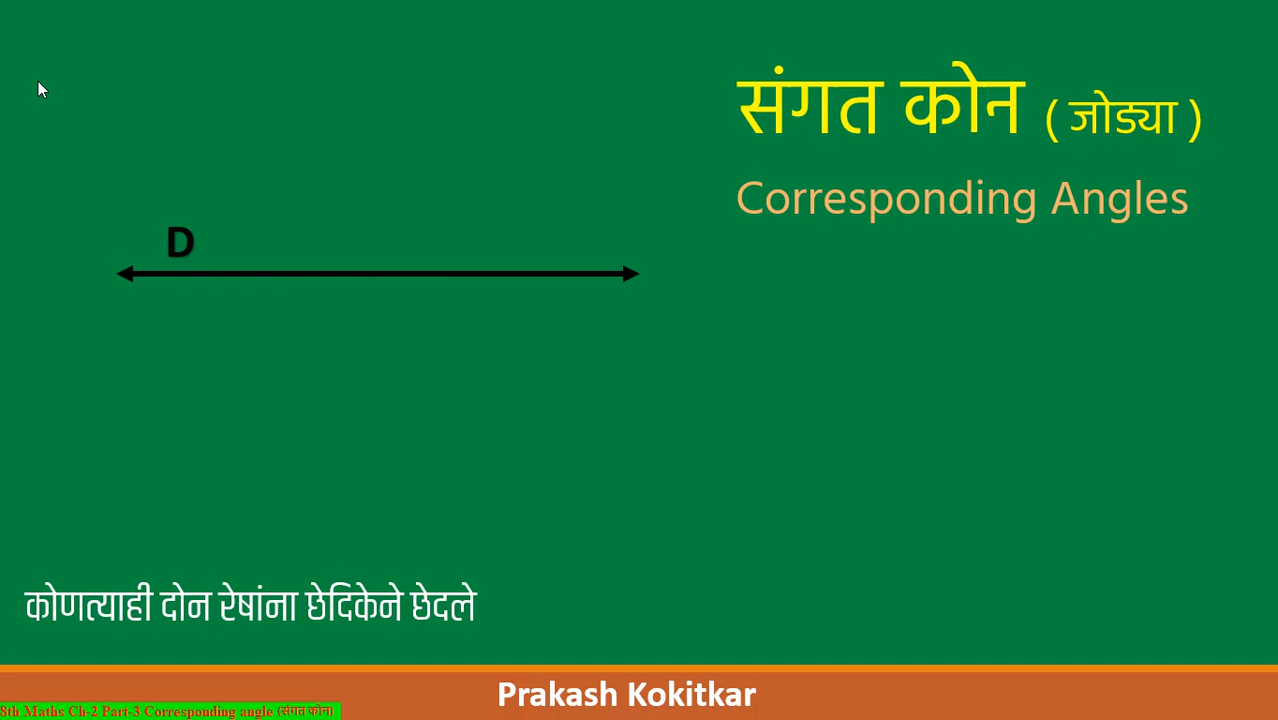 संगत कोन ( जोड्या )
Corresponding Angles
D
कोणत्याही दोन रेषांना छेदिकेने छेदले
Prakash Kokitkar
8th Maths Ch-2 Part-3 Corresponding angle (संगत कोन)